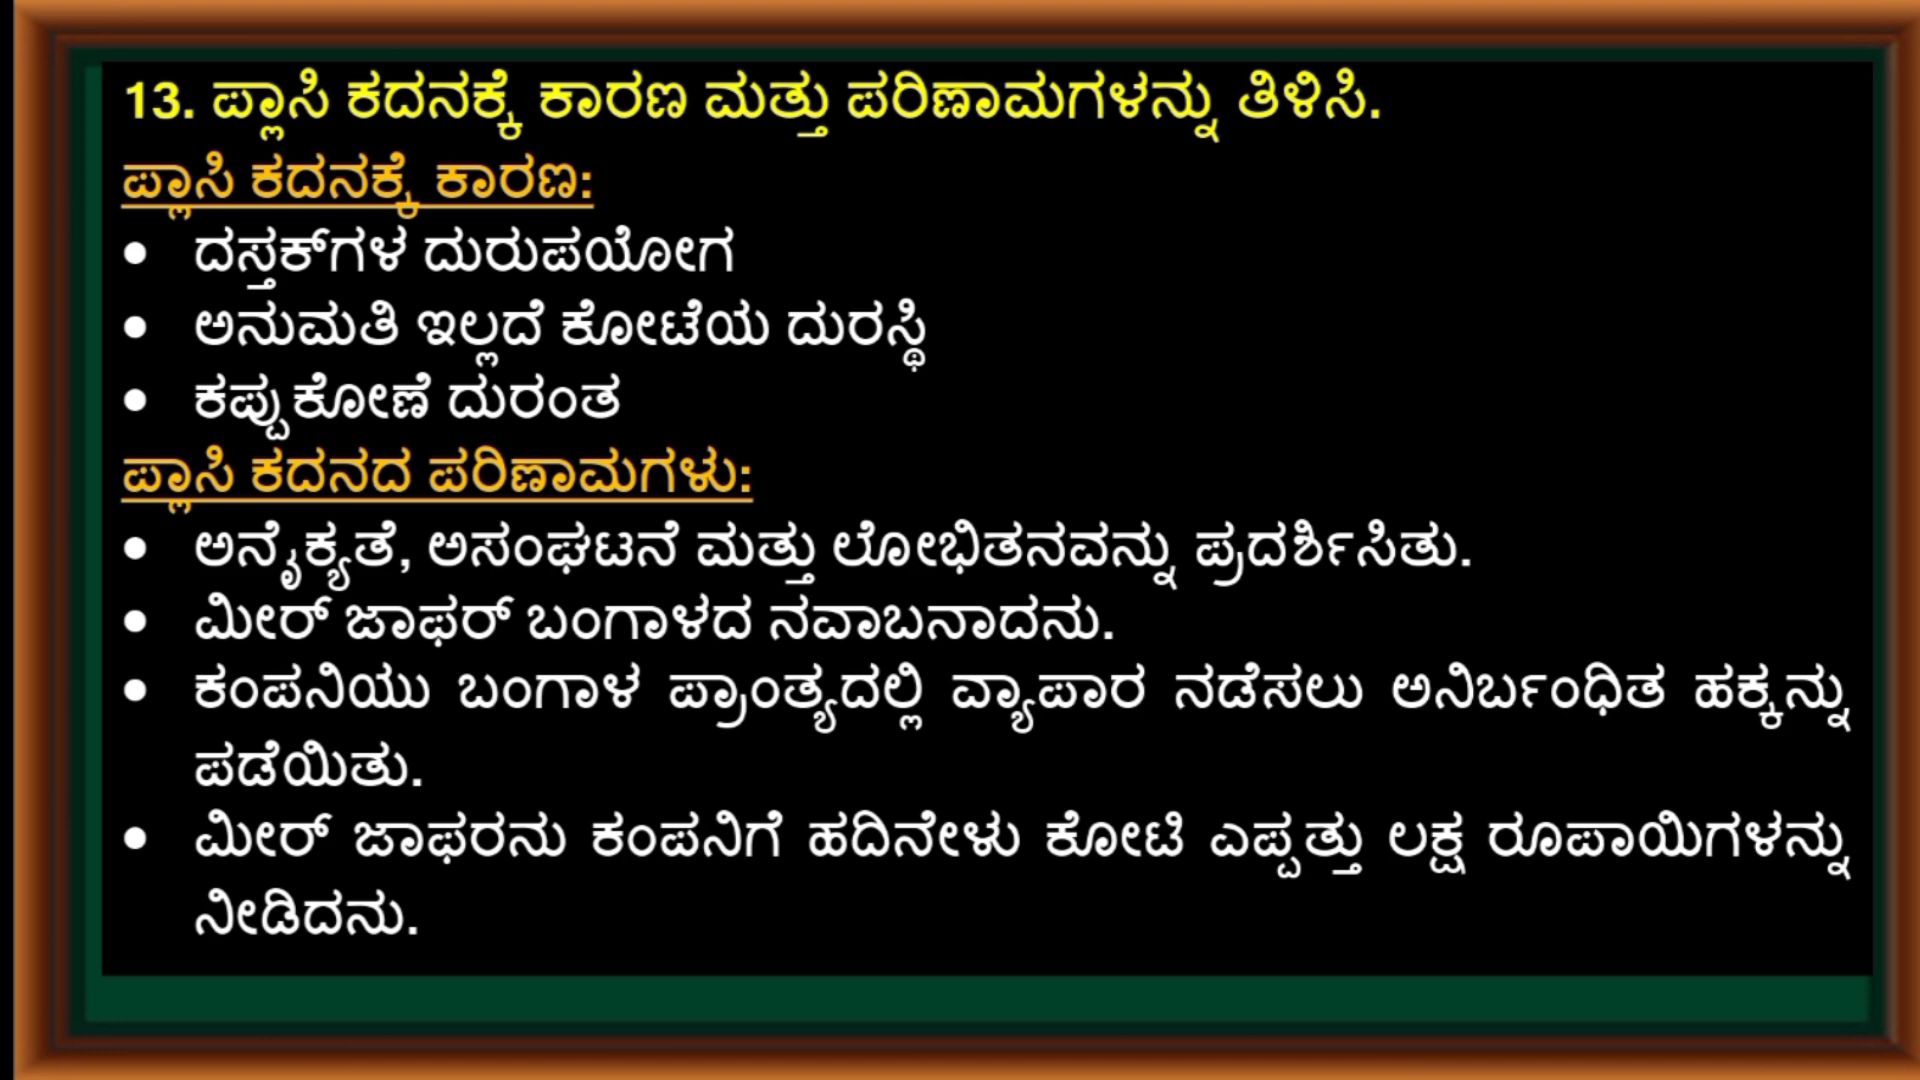 13. ಪ್ಲಾಸಿ ಕದನಕ್ಕೆ ಕಾರಣ ಮತ್ತು ಪರಿಣಾಮಗಳನ್ನು ತಿಳಿಸಿ.
ಪ್ಲಾಸಿ ಕದನಕ್ಕೆ ಕಾರಣ:
• ದಸ್ತಕ್‌ಗಳ ದುರುಪಯೋಗ
• ಅನುಮತಿ ಇಲ್ಲದೆ ಕೋಟೆಯ ದುರಸ್ಥಿ
• ಕಪ್ಪುಕೋಣೆ ದುರಂತ
ಪ್ಲಾಸಿ ಕದನದ ಪರಿಣಾಮಗಳು:
• ಅನೈಕ್ಯತೆ, ಅಸಂಘಟನೆ ಮತ್ತು ಲೋಭಿತನವನ್ನು ಪ್ರದರ್ಶಿಸಿತು.
• ಮೀರ್ ಜಾಫರ್ ಬಂಗಾಳದ ನವಾಬನಾದನು.
• ಕಂಪನಿಯು ಬಂಗಾಳ ಪ್ರಾಂತ್ಯದಲ್ಲಿ ವ್ಯಾಪಾರ ನಡೆಸಲು ಅನಿರ್ಬಂಧಿತ ಹಕ್ಕನ್ನು
ಪಡೆಯಿತು.
• ಮೀರ್ ಜಾಫರನು ಕಂಪನಿಗೆ ಹದಿನೇಳು ಕೋಟಿ ಎಪ್ಪತ್ತು ಲಕ್ಷ ರೂಪಾಯಿಗಳನ್ನು
ನೀಡಿದನು.